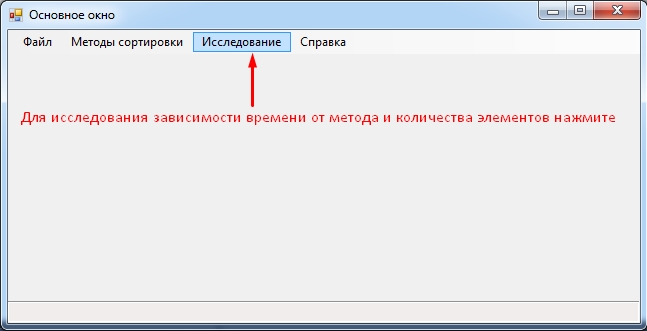 Основное окно
Файл Методы сортировки Исследование Справка
Для исследования зависимости времени от метода и количества элементов нажмите